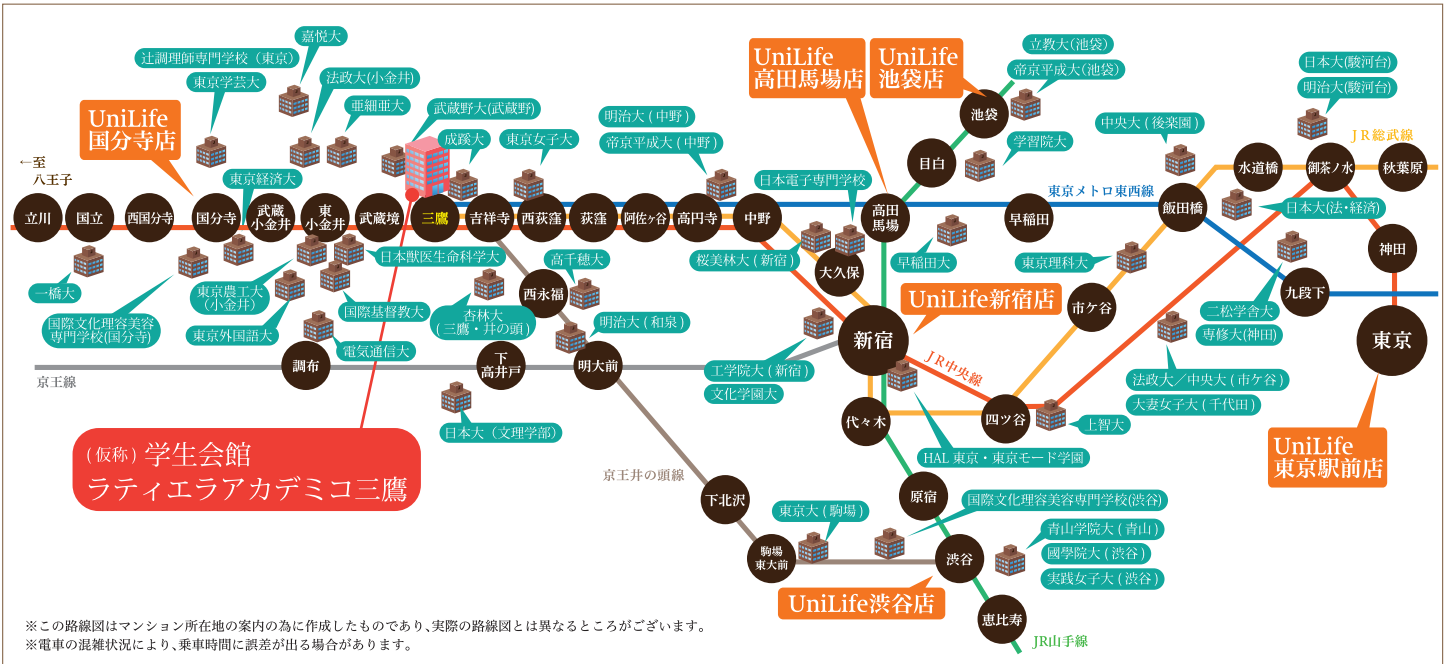 嘉悦大
辻調理師専門学校（東京）
東京学芸大
法政大(小金井)
亜細亜大
武蔵野大(武蔵野)
成蹊大
東京女子大
明治大（中野）
帝京平成大（中野）
UniLife
国分寺店
UniLife
高田馬場店
UniLife
池袋店
立教大(池袋)
帝京平成大(池袋)
学習院大
中央大（後楽園）
日本大(駿河台)
明治大(駿河台)
JR総武線
←至
八王子
東京経済大
日本電子専門学校
東京メトロ東西線
池袋
目白
水道橋
御茶ノ水
秋葉原
立川
国立
西国分寺
国分寺
武蔵
小金井
東
小金井
武蔵境
三鷹
吉祥寺
西荻窪
荻窪
阿佐ヶ谷
高円寺
中野
高田
馬場
早稲田
飯田橋
日本大(法・経済)
神田
一橋大
国際文化理容美容
専門学校(国分寺)
東京農工大
（小金井）
東京外国語大
日本獣医生命科学大
国際基督教大
電気通信大
杏林大
（三鷹・井の頭）
西永福
高千穂大
明治大（和泉）
桜美林大（新宿）
大久保
早稲田大
東京理科大
市ケ谷
九段下
二松学舎大
専修大(神田)
UniLife新宿店
新宿
東京
京王線
調布
下
高井戸
明大前
工学院大（新宿）
文化学園大
JR中央線
法政大／中央大（市ケ谷）
大妻女子大（千代田）
日本大（文理学部）
代々木
四ツ谷
上智大
HAL 東京・東京モード学園
UniLife
東京駅前店
（仮称）学生会館
ラティエラアカデミコ三鷹
京王井の頭線
下北沢
原宿
東京大（駒場）
国際文化理容美容専門学校(渋谷)
青山学院大（青山）
國學院大（渋谷）
実践女子大（渋谷）
駒場
東大前
渋谷
UniLife渋谷店
恵比寿
JR山手線
※この路線図はマンション所在地の案内の為に作成したものであり、実際の路線図とは異なるところがございます。
※電車の混雑状況により、乗車時間に誤差が出る場合があります。